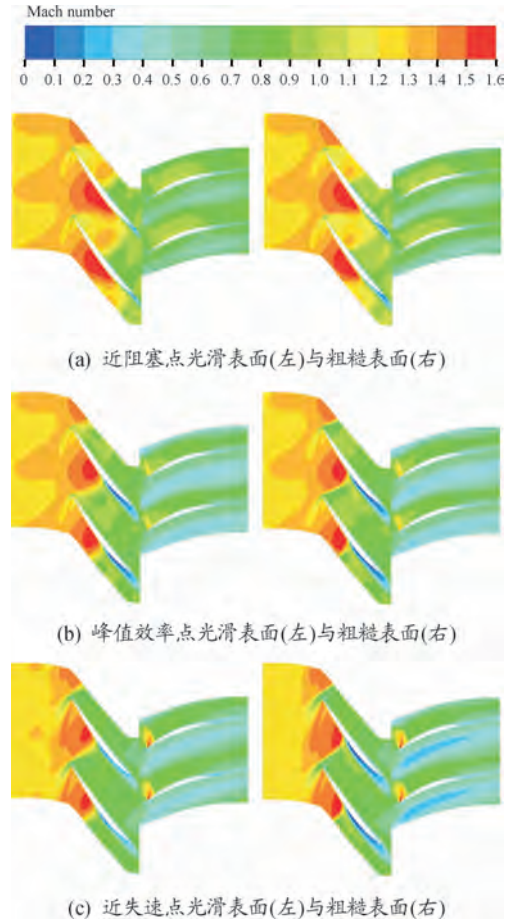 Mach number
0 0.1 0.2 0.3 0.4 0.5 0.6 0.7 0.8 0.9 1.0 1.1 1.2 1.3 1.4 1.5 1.6
(a) 近阻塞点光滑表面(左)与粗糙表面(右)
(b) 峰值效率点光滑表面(左)与粗糙表面(右)
(c) 近失速点光滑表面(左)与粗糙表面(右)